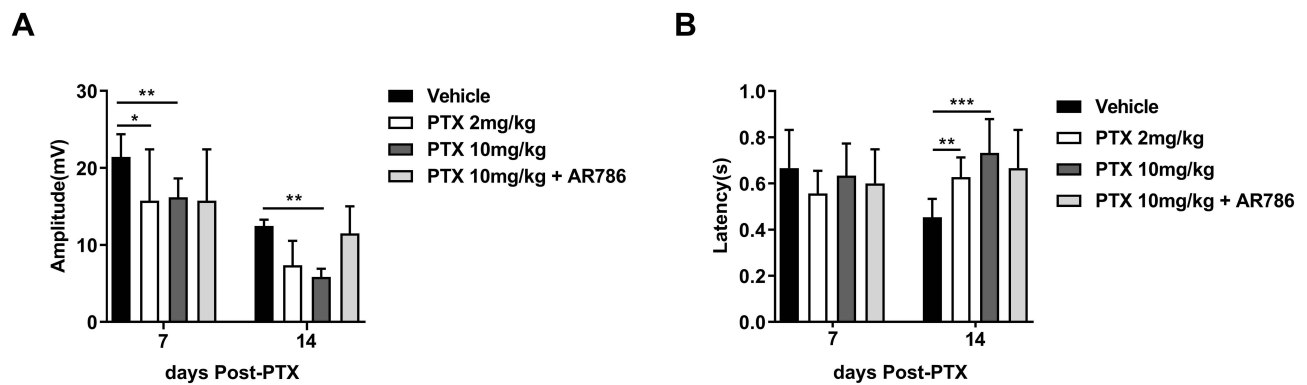 A
Amplitude(mV)
30
20
10
0
**
*
**
7
14
days Post-PTX
Vehicle
PTX 2mg/kg
PTX 10mg/kg
PTX 10mg/kg + AR786
B
Latency(s)
1.0
0.8
0.6
0.4
0.2
0.0
***
**
7
14
days Post-PTX
Vehicle
PTX 2mg/kg
PTX 10mg/kg
PTX 10mg/kg + AR786